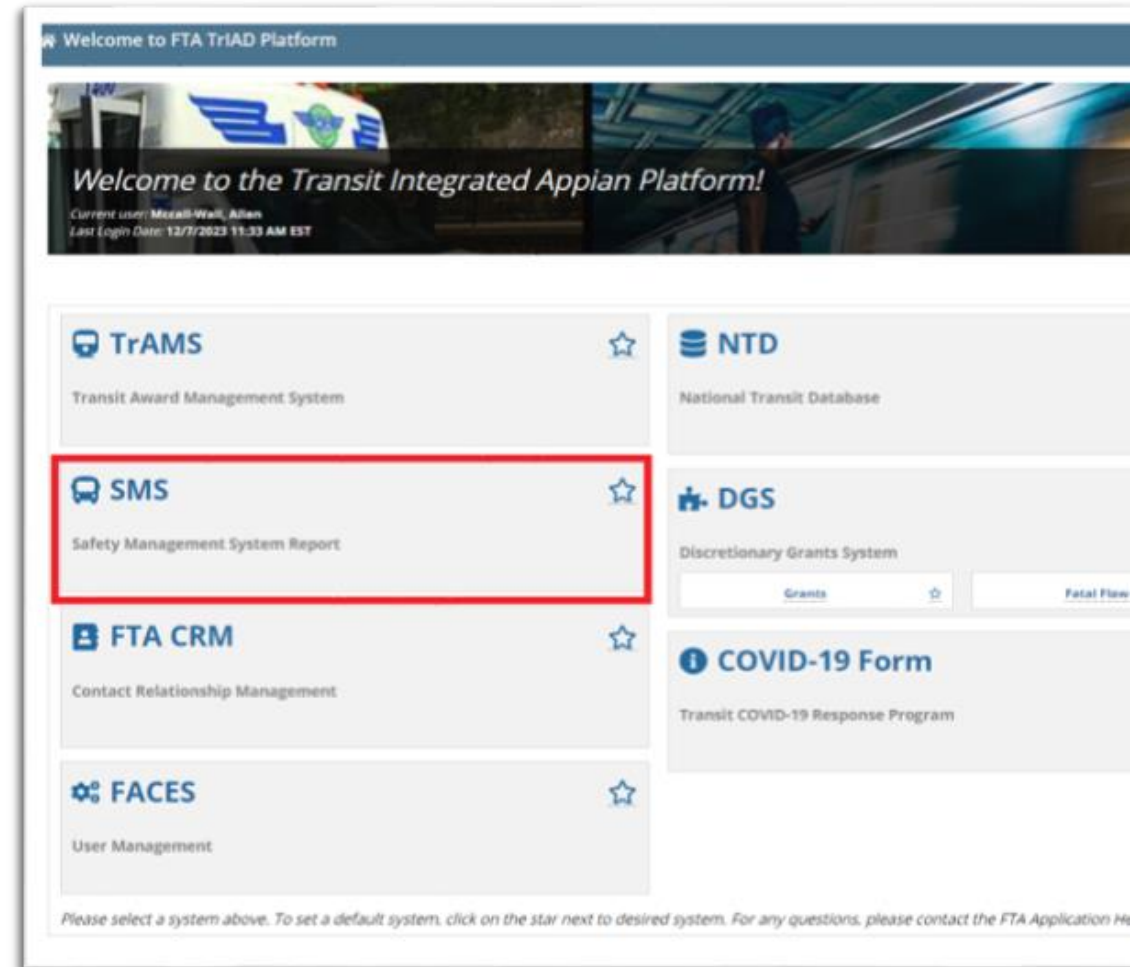 Welcome to FTA TrIAD Platform
Welcome to the Transit Integrated Appian Platform!
Current user: Mccall-Wall, Allen
Last Login Date: 12/7/2023 11:33 AM EST
TrAMS
Transit Award Management System
SMS
Safety Management System Report
FTA CRM
Contact Relationship Management
FACES
User Management
NTD
National Transit Database
DGS
Discretionary Grants System
Grants
Fatal Flaw
COVID-19 Form
Transit COVID-19 Response Program
Please select a system above. To set a default system, click on the star next to desired system. For any questions, please contact the FTA Application He